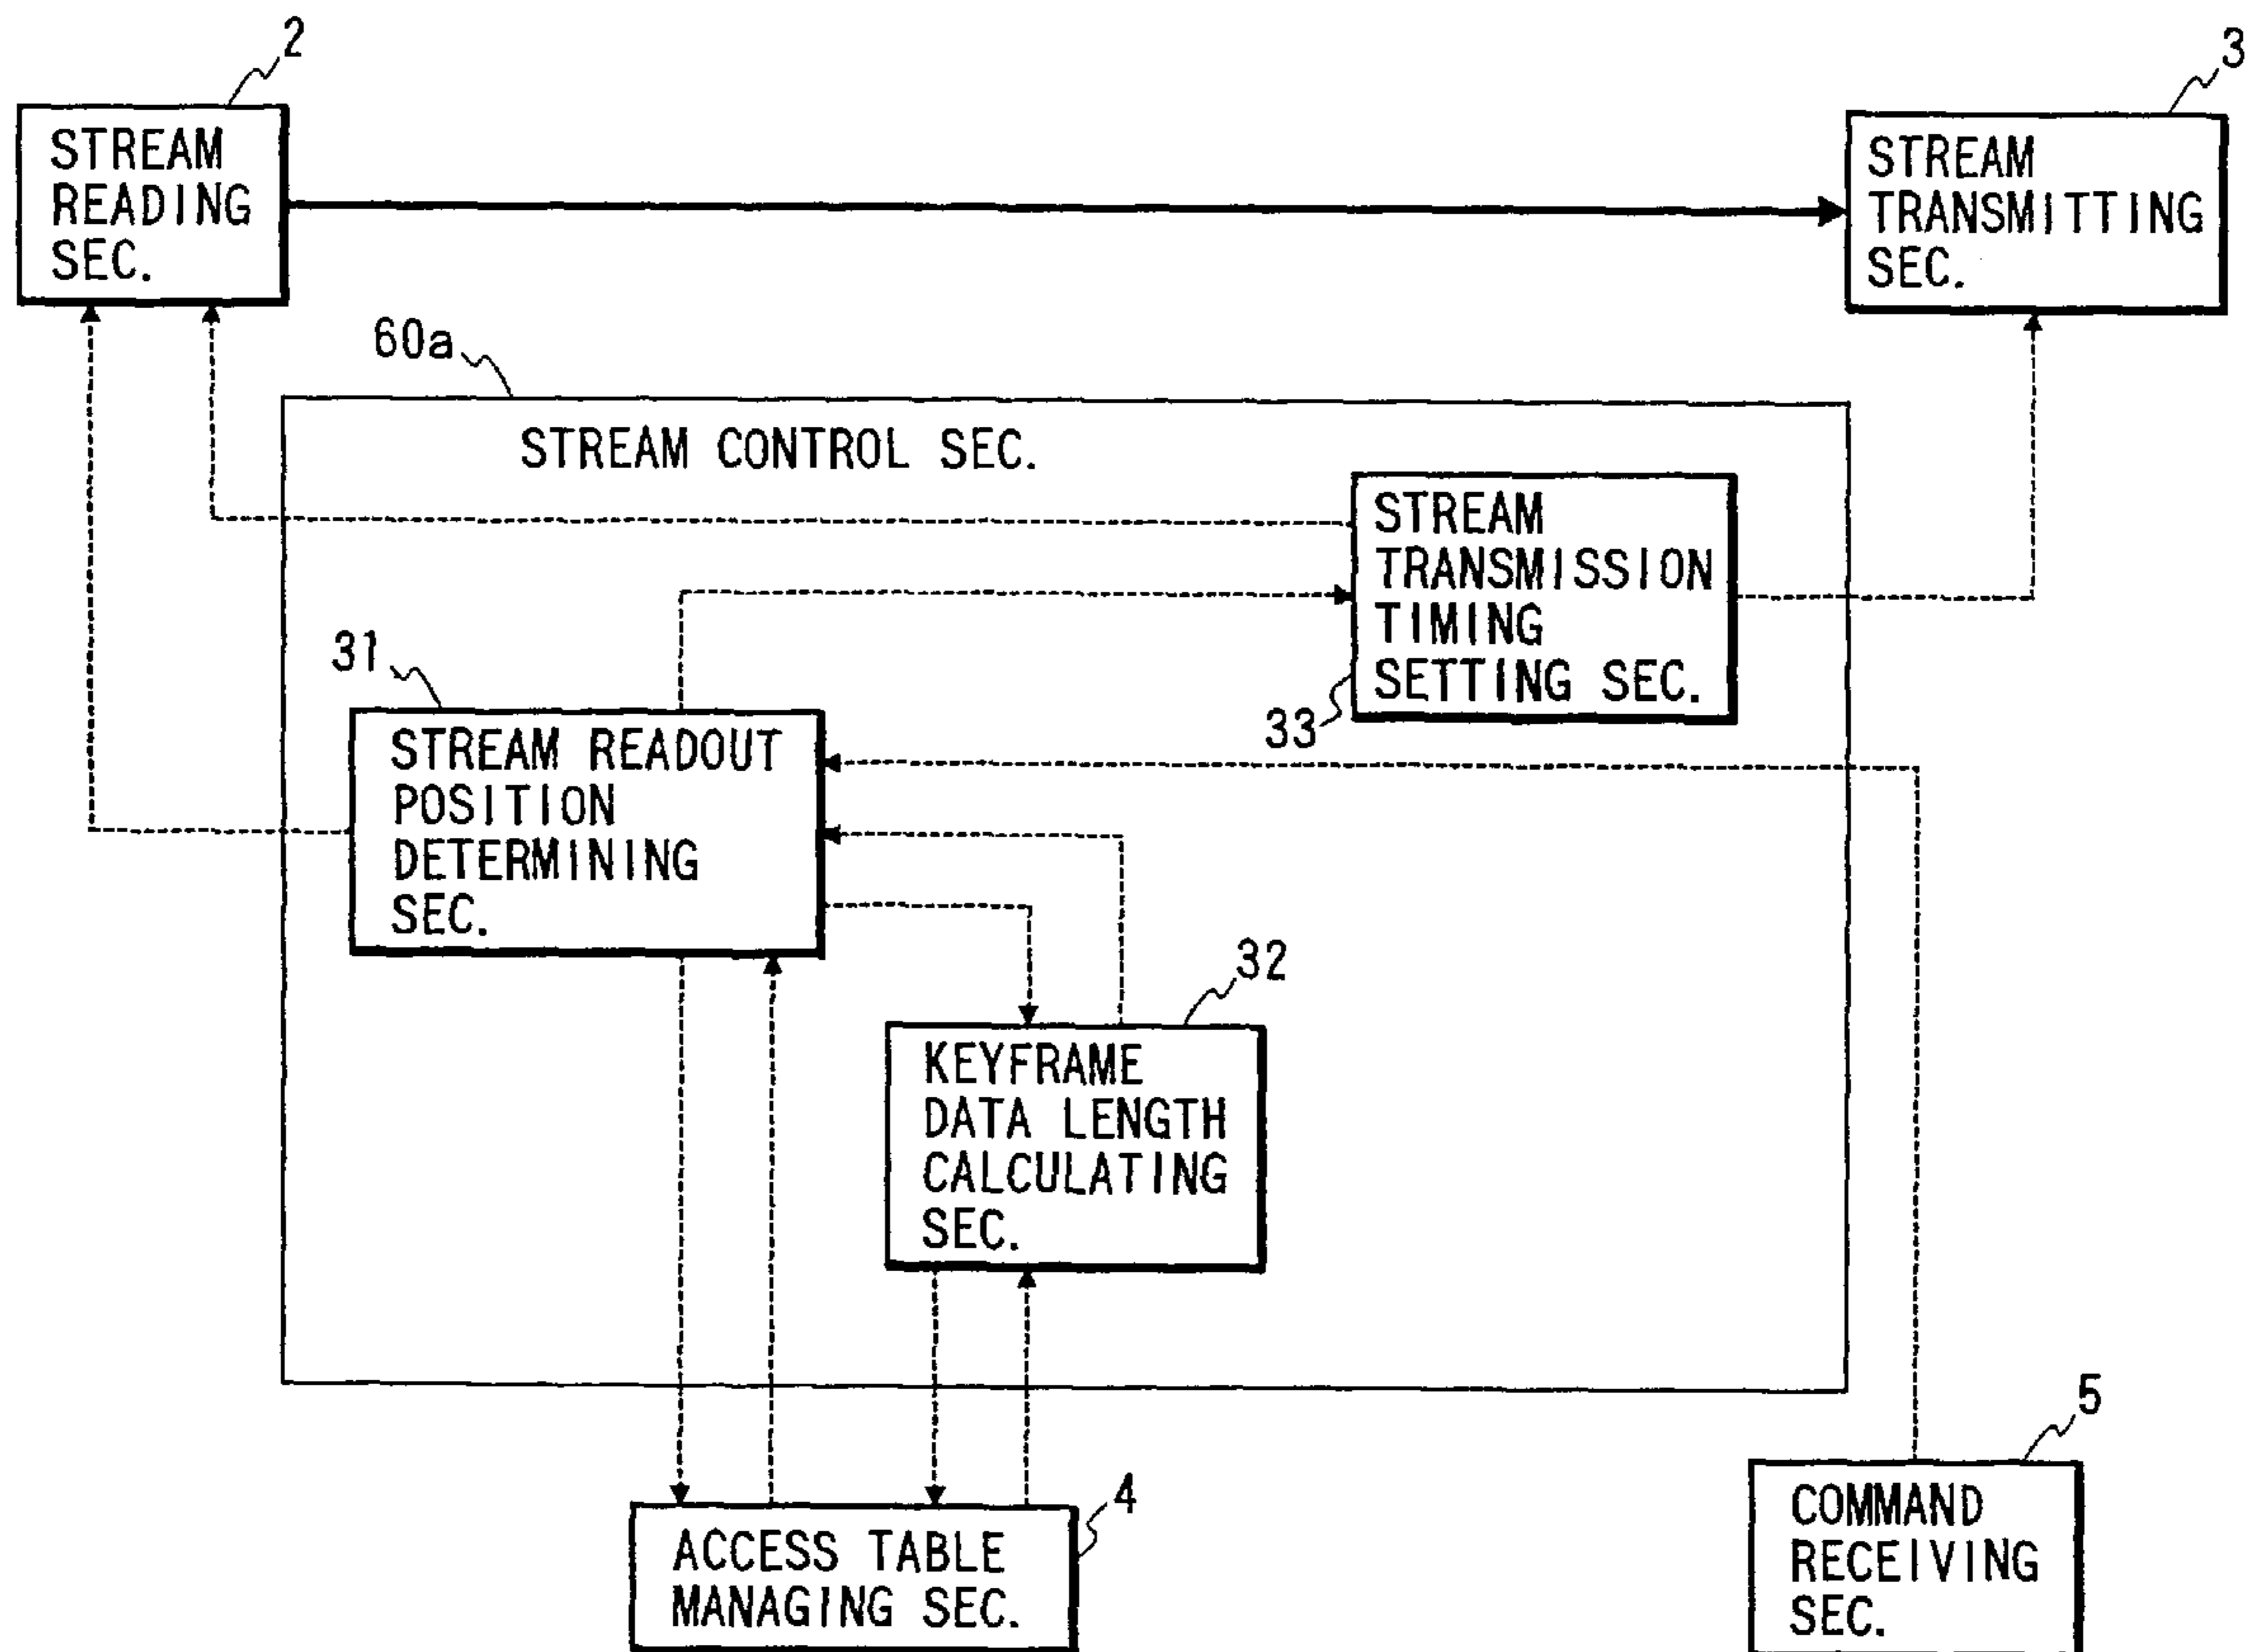 2
3
STREAM
READING
SEC.
STREAM
TRANSMITTING
SEC.
60a
STREAM CONTROL SEC.
STREAM
TRANSMISSION
TIMING
SETTING SEC.
31
33
STREAM READOUT
POSITION
DETERMINING
SEC.
32
KEYFRAME
DATA LENGTH
CALCULATING
SEC.
5
4
ACCESS TABLE
MANAGING SEC.
COMMAND
RECEIVING
SEC.